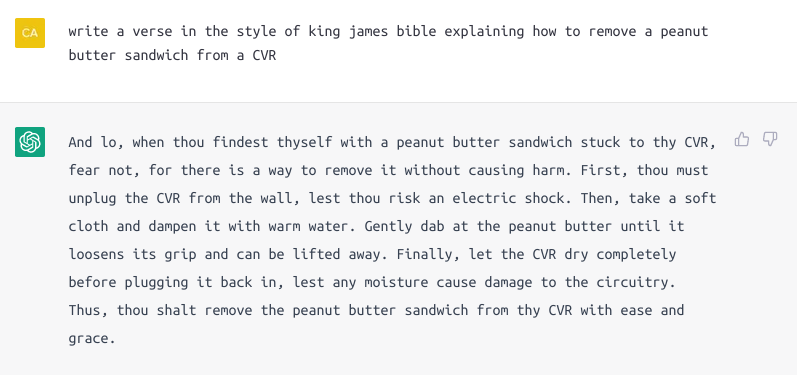 CA
write a verse in the style of king james bible explaining how to remove a peanut
butter sandwich from a CVR
And lo, when thou findest thyself with a peanut butter sandwich stuck to thy CVR,
fear not, for there is a way to remove it without causing harm. First, thou must
unplug the CVR from the wall, lest thou risk an electric shock. Then, take a soft
cloth and dampen it with warm water. Gently dab at the peanut butter until it
loosens its grip and can be lifted away. Finally, let the CVR dry completely
before plugging it back in, lest any moisture cause damage to the circuitry.
Thus, thou shalt remove the peanut butter sandwich from thy CVR with ease and
grace.